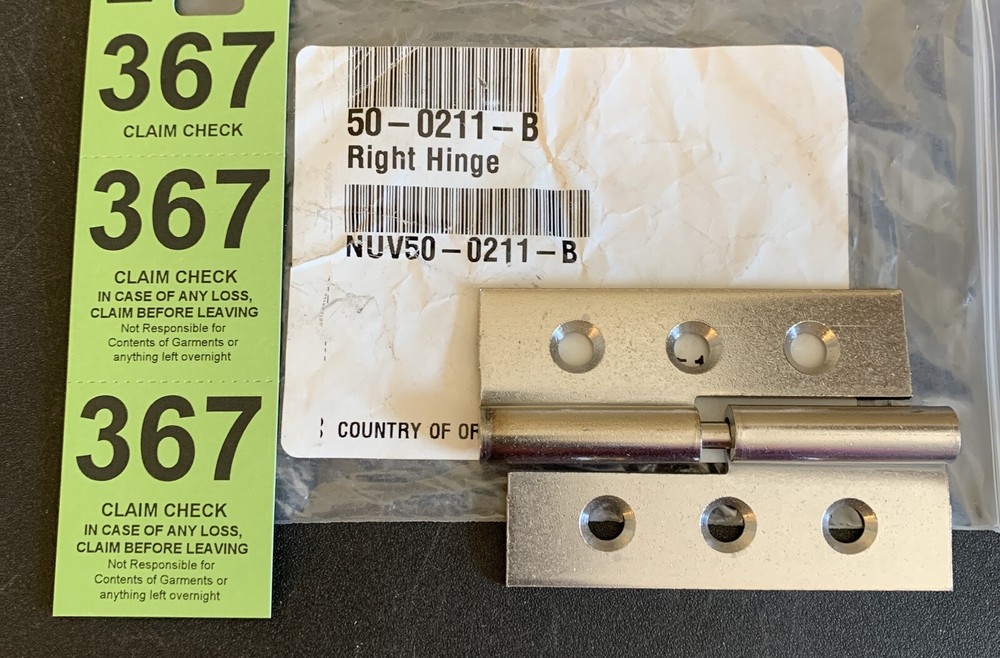 367
CLAIM CHECK
367
CLAIM CHECK
IN CASE OF ANY LOSS,
CLAIM BEFORE LEAVING
Not Responsible for
Contents of Garments or
anything left overnight
367
CLAIM CHECK
IN CASE OF ANY LOSS,
CLAIM BEFORE LEAVING
Not Responsible for
Contents of Garments or
anything left overnight
50-0211-B
Right Hinge
NUV50-0211-B
COUNTRY OF